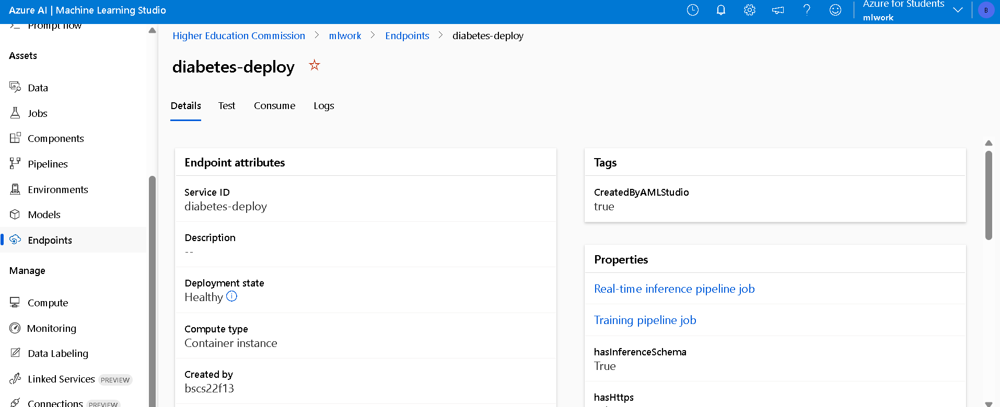 Azure AI | Machine Learning Studio
Azure for Students
mlwork
B
Prompt flow
Assets
Data
Jobs
Components
Pipelines
Environments
Models
Endpoints
Manage
Compute
Monitoring
Data Labeling
Linked Services PREVIEW
Connections PREVIEW
Higher Education Commission > mlwork > Endpoints > diabetes-deploy
diabetes-deploy
Details Test Consume Logs
Endpoint attributes
Service ID
diabetes-deploy
Description
--
Deployment state
Healthy
Compute type
Container instance
Created by
bscs22f13
Tags
CreatedByAMLStudio
true
Properties
Real-time inference pipeline job
Training pipeline job
hasInferenceSchema
True
hasHttps